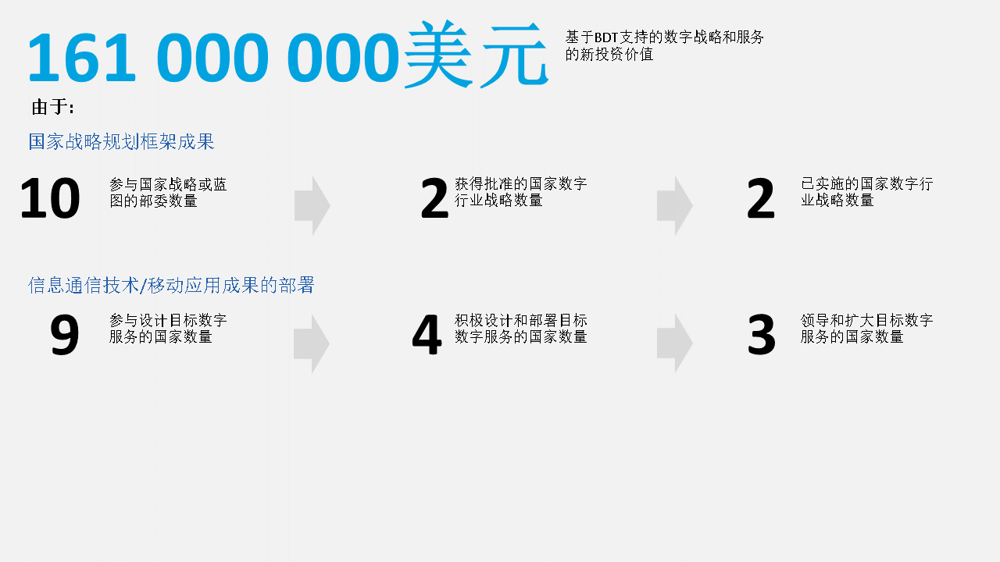 161 000 000美元
基于BDT支持的数字战略和服务
的新投资价值
由于:
国家战略规划框架成果
10
参与国家战略或蓝
图的部委数量
2
获得批准的国家数字
行业战略数量
2
已实施的国家数字行
业战略数量
信息通信技术/移动应用成果的部署
9
参与设计目标数字
服务的国家数量
4
积极设计和部署目标
数字服务的国家数量
3
领导和扩大目标数字
服务的国家数量